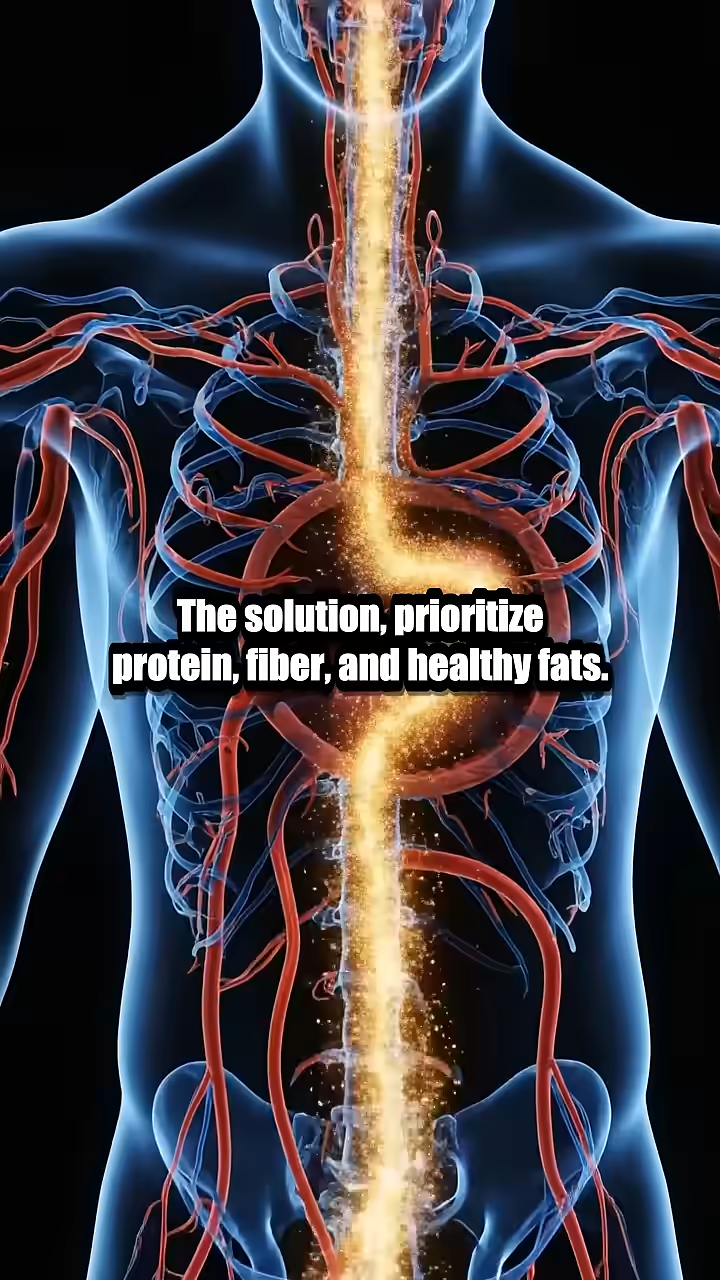 The solution, prioritize
protein, fiber, and healthy fats.